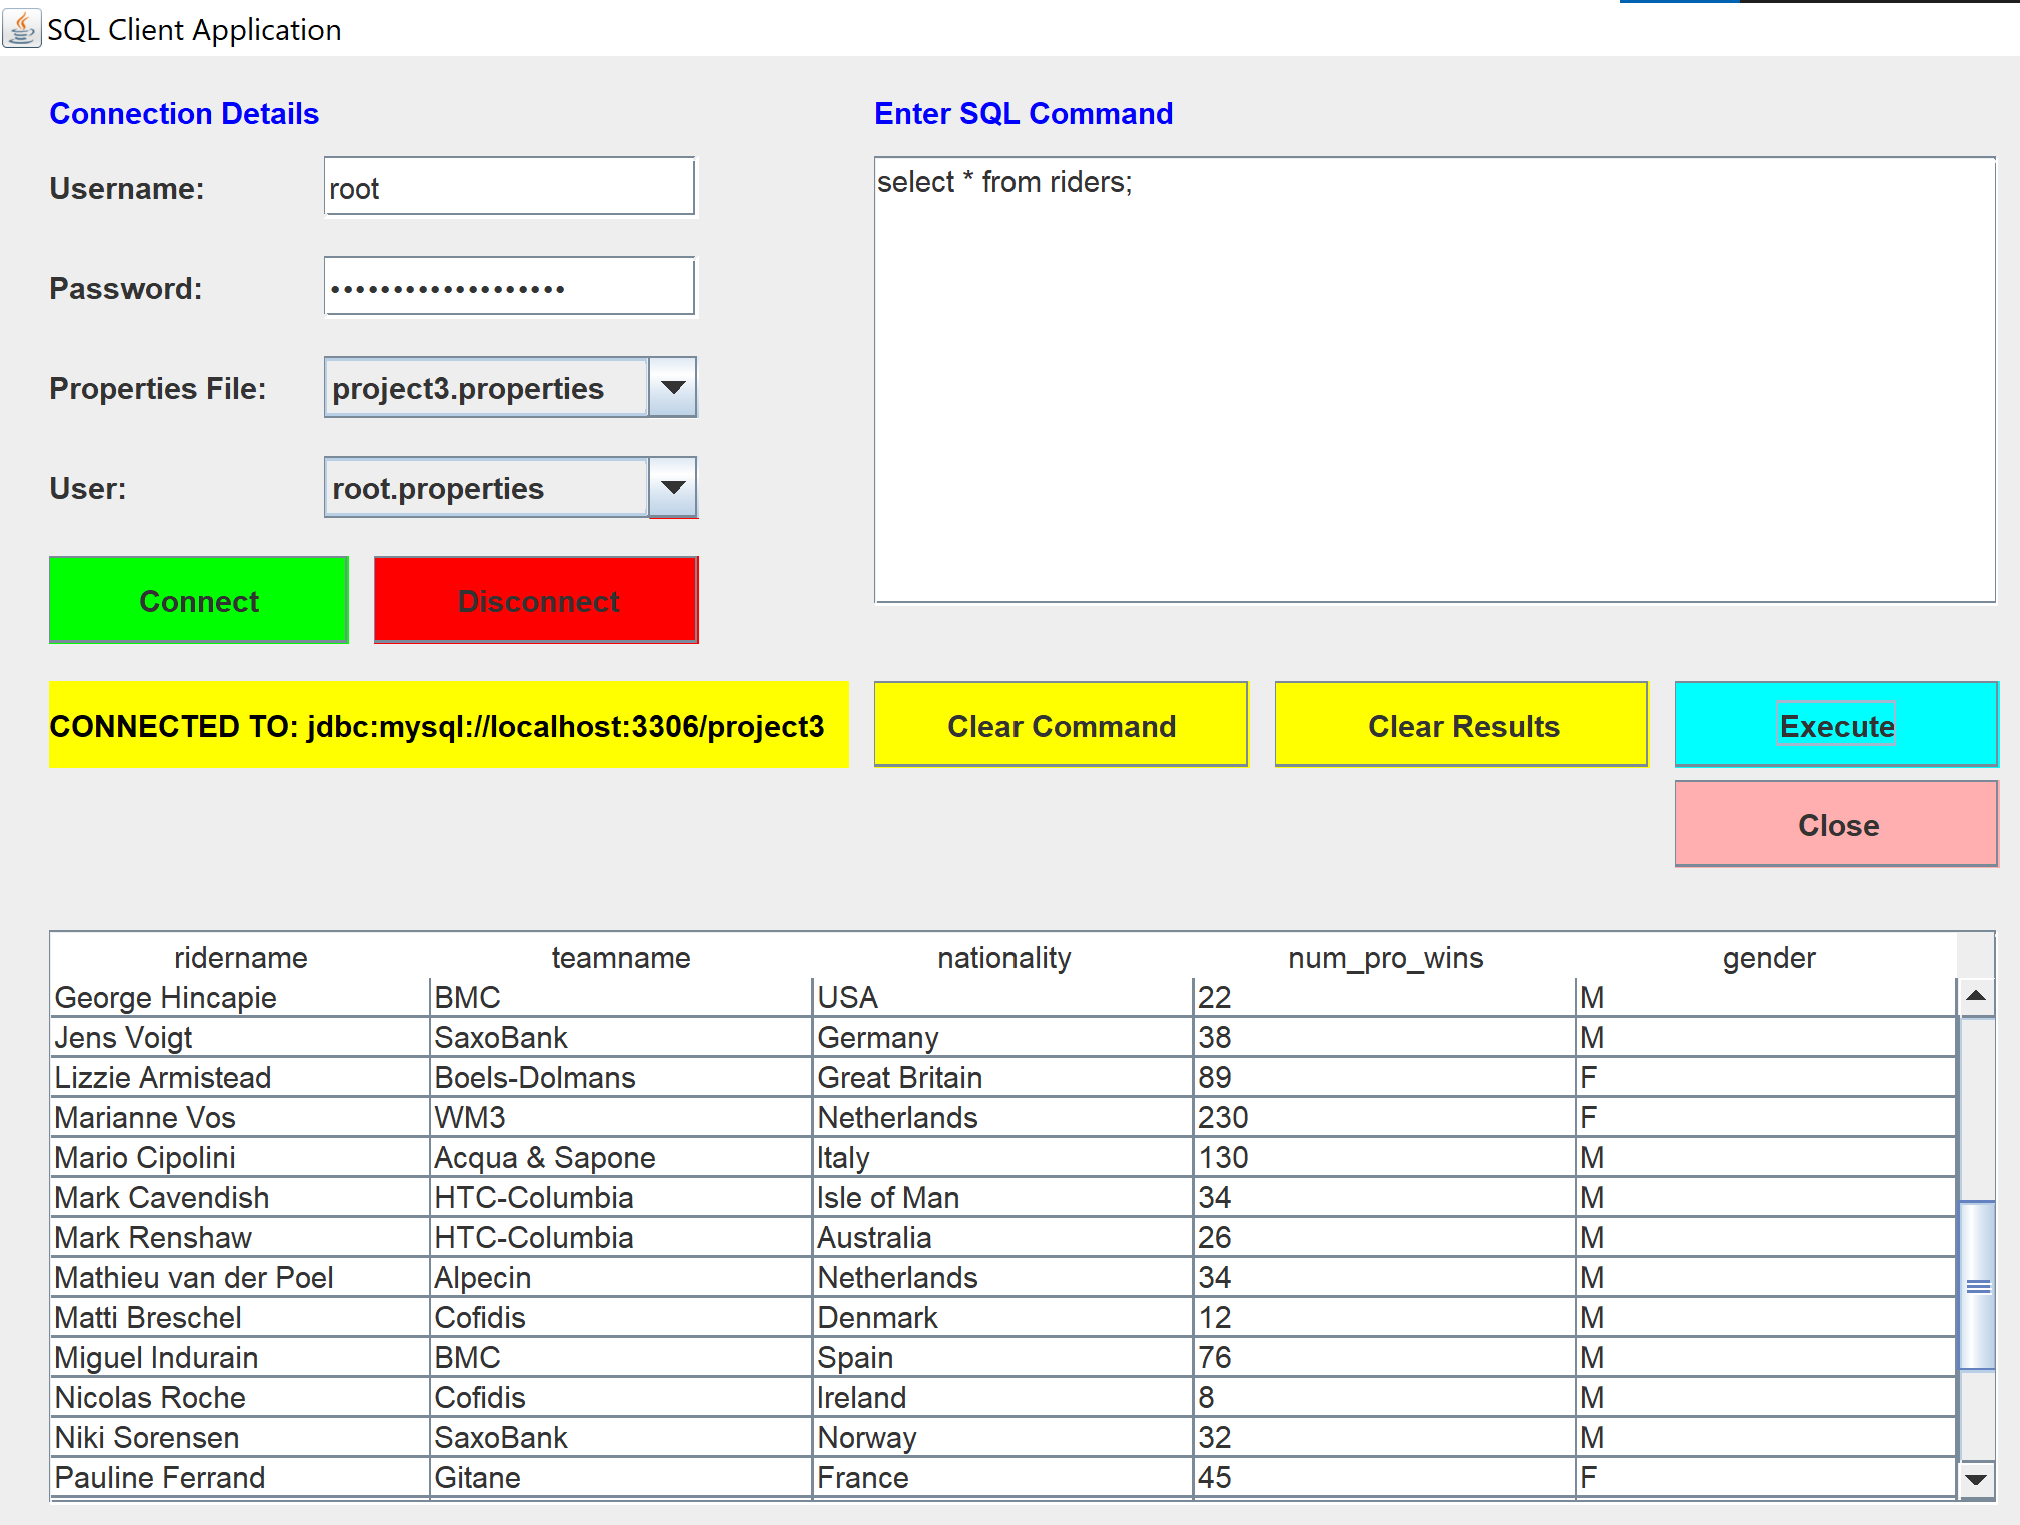 SQL Client Application
Connection Details
Username: root
Password: •••••••••••••••••••
Properties File: project3.properties
User: root.properties
Connect Disconnect
Enter SQL Command
select * from riders;
CONNECTED TO: jdbc:mysql://localhost:3306/project3 Clear Command Clear Results Execute
Close
ridername teamname nationality num_pro_wins gender
George Hincapie BMC USA 22 M
Jens Voigt SaxoBank Germany 38 M
Lizzie Armistead Boels-Dolmans Great Britain 89 F
Marianne Vos WM3 Netherlands 230 F
Mario Cipolini Acqua & Sapone Italy 130 M
Mark Cavendish HTC-Columbia Isle of Man 34 M
Mark Renshaw HTC-Columbia Australia 26 M
Mathieu van der Poel Alpecin Netherlands 34 M
Matti Breschel Cofidis Denmark 12 M
Miguel Indurain BMC Spain 76 M
Nicolas Roche Cofidis Ireland 8 M
Niki Sorensen SaxoBank Norway 32 M
Pauline Ferrand Gitane France 45 F